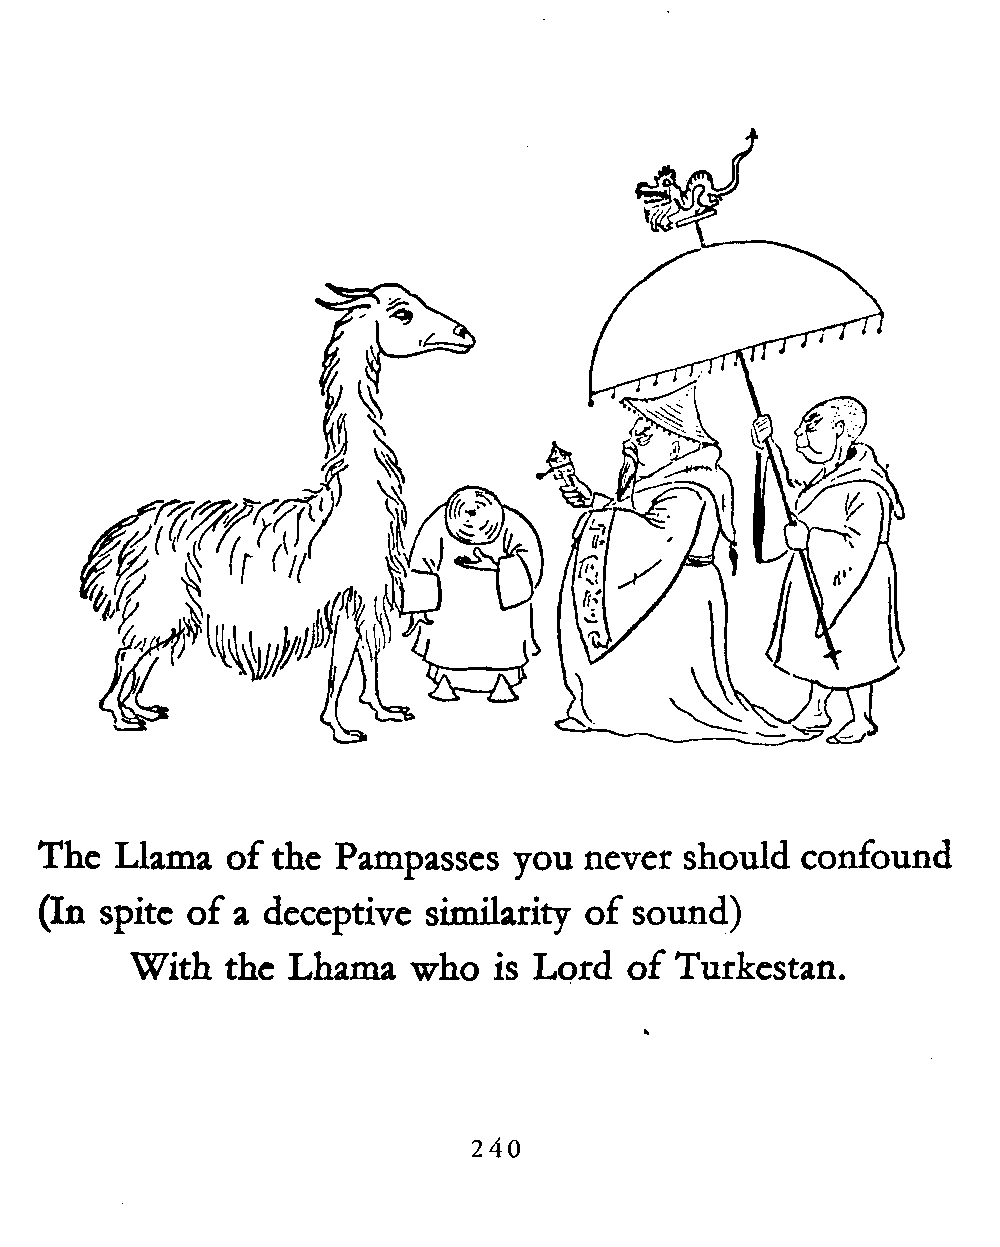 The Llama of the Pampasses you never should confound
(In spite of a deceptive similarity of sound)
With the Lhama who is Lord of Turkestan.
240